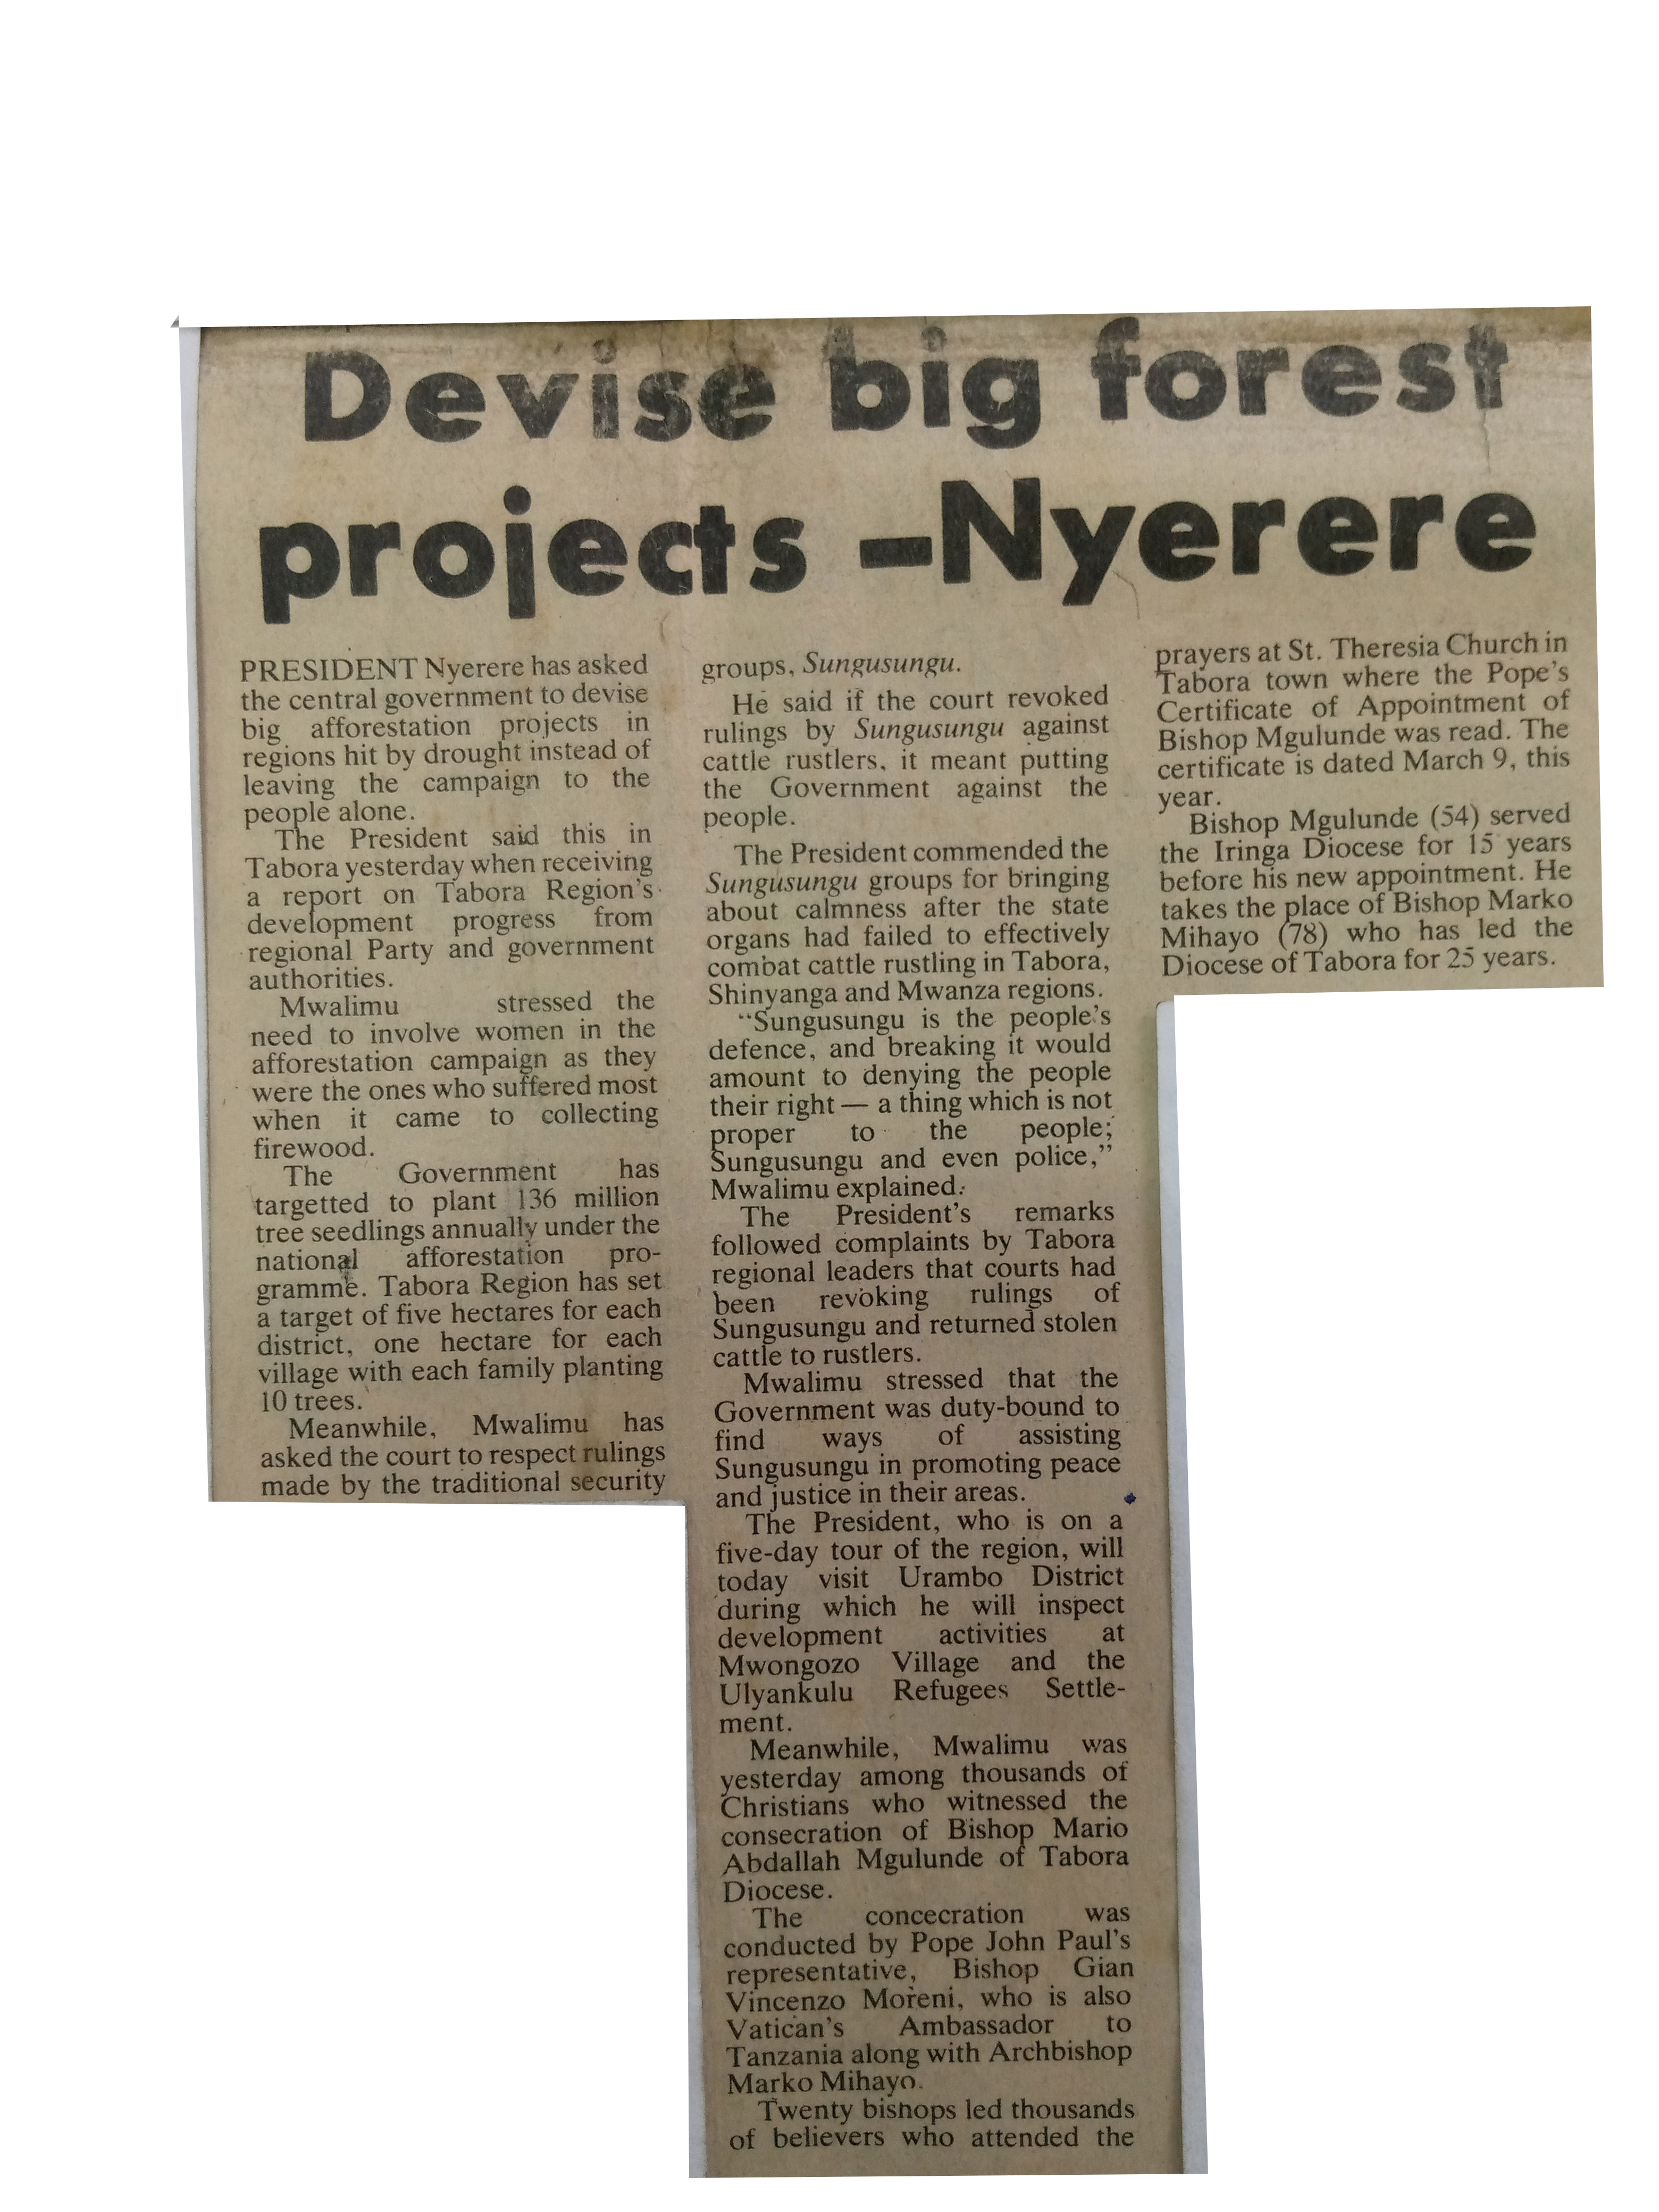 Devise big forest
projects –Nyerere
PRESIDENT Nyerere has asked
the central government to devise
big afforestation projects in
regions hit by drought instead of
leaving the campaign to the
people alone.
The President said this in
Tabora yesterday when receiving
a report on Tabora Region's
development progress from
regional Party and government
authorities.
Mwalimu stressed the
need to involve women in the
afforestation campaign as they
were the ones who suffered most
when it came to collecting
firewood.
The Government has
targetted to plant 136 million
tree seedlings annually under the
national afforestation pro-
gramme. Tabora Region has set
a target of five hectares for each
district, one hectare for each
village with each family planting
10 trees.
Meanwhile, Mwalimu has
asked the court to respect rulings
made by the traditional security
groups, Sungusungu.
He said if the court revoked
rulings by Sungusungu against
cattle rustlers, it meant putting
the Government against the
people.
The President commended the
Sungusungu groups for bringing
about calmness after the state
organs had failed to effectively
combat cattle rustling in Tabora,
Shinyanga and Mwanza regions.
"Sungusungu is the people's
defence, and breaking it would
amount to denying the people
their right — a thing which is not
proper to the people;
Sungusungu and even police,"
Mwalimu explained.
The President's remarks
followed complaints by Tabora
regional leaders that courts had
been revoking rulings of
Sungusungu and returned stolen
cattle to rustlers.
Mwalimu stressed that the
Government was duty-bound to
find ways of assisting
Sungusungu in promoting peace
and justice in their areas.
The President, who is on a
five-day tour of the region, will
today visit Urambo District
during which he will inspect
development activities at
Mwongozo Village and the
Ulyankulu Refugees Settle-
ment.
Meanwhile, Mwalimu was
yesterday among thousands of
Christians who witnessed the
consecration of Bishop Mario
Abdallah Mgulunde of Tabora
Diocese.
The concecration was
conducted by Pope John Paul's
representative, Bishop Gian
Vincenzo Moreni, who is also
Vatican's Ambassador to
Tanzania along with Archbishop
Marko Mihayo.
Twenty bishops led thousands
of believers who attended the
prayers at St. Theresia Church in
Tabora town where the Pope's
Certificate of Appointment of
Bishop Mgulunde was read. The
certificate is dated March 9, this
year.
Bishop Mgulunde (54) served
the Iringa Diocese for 15 years
before his new appointment. He
takes the place of Bishop Marko
Mihayo (78) who has led the
Diocese of Tabora for 25 years.